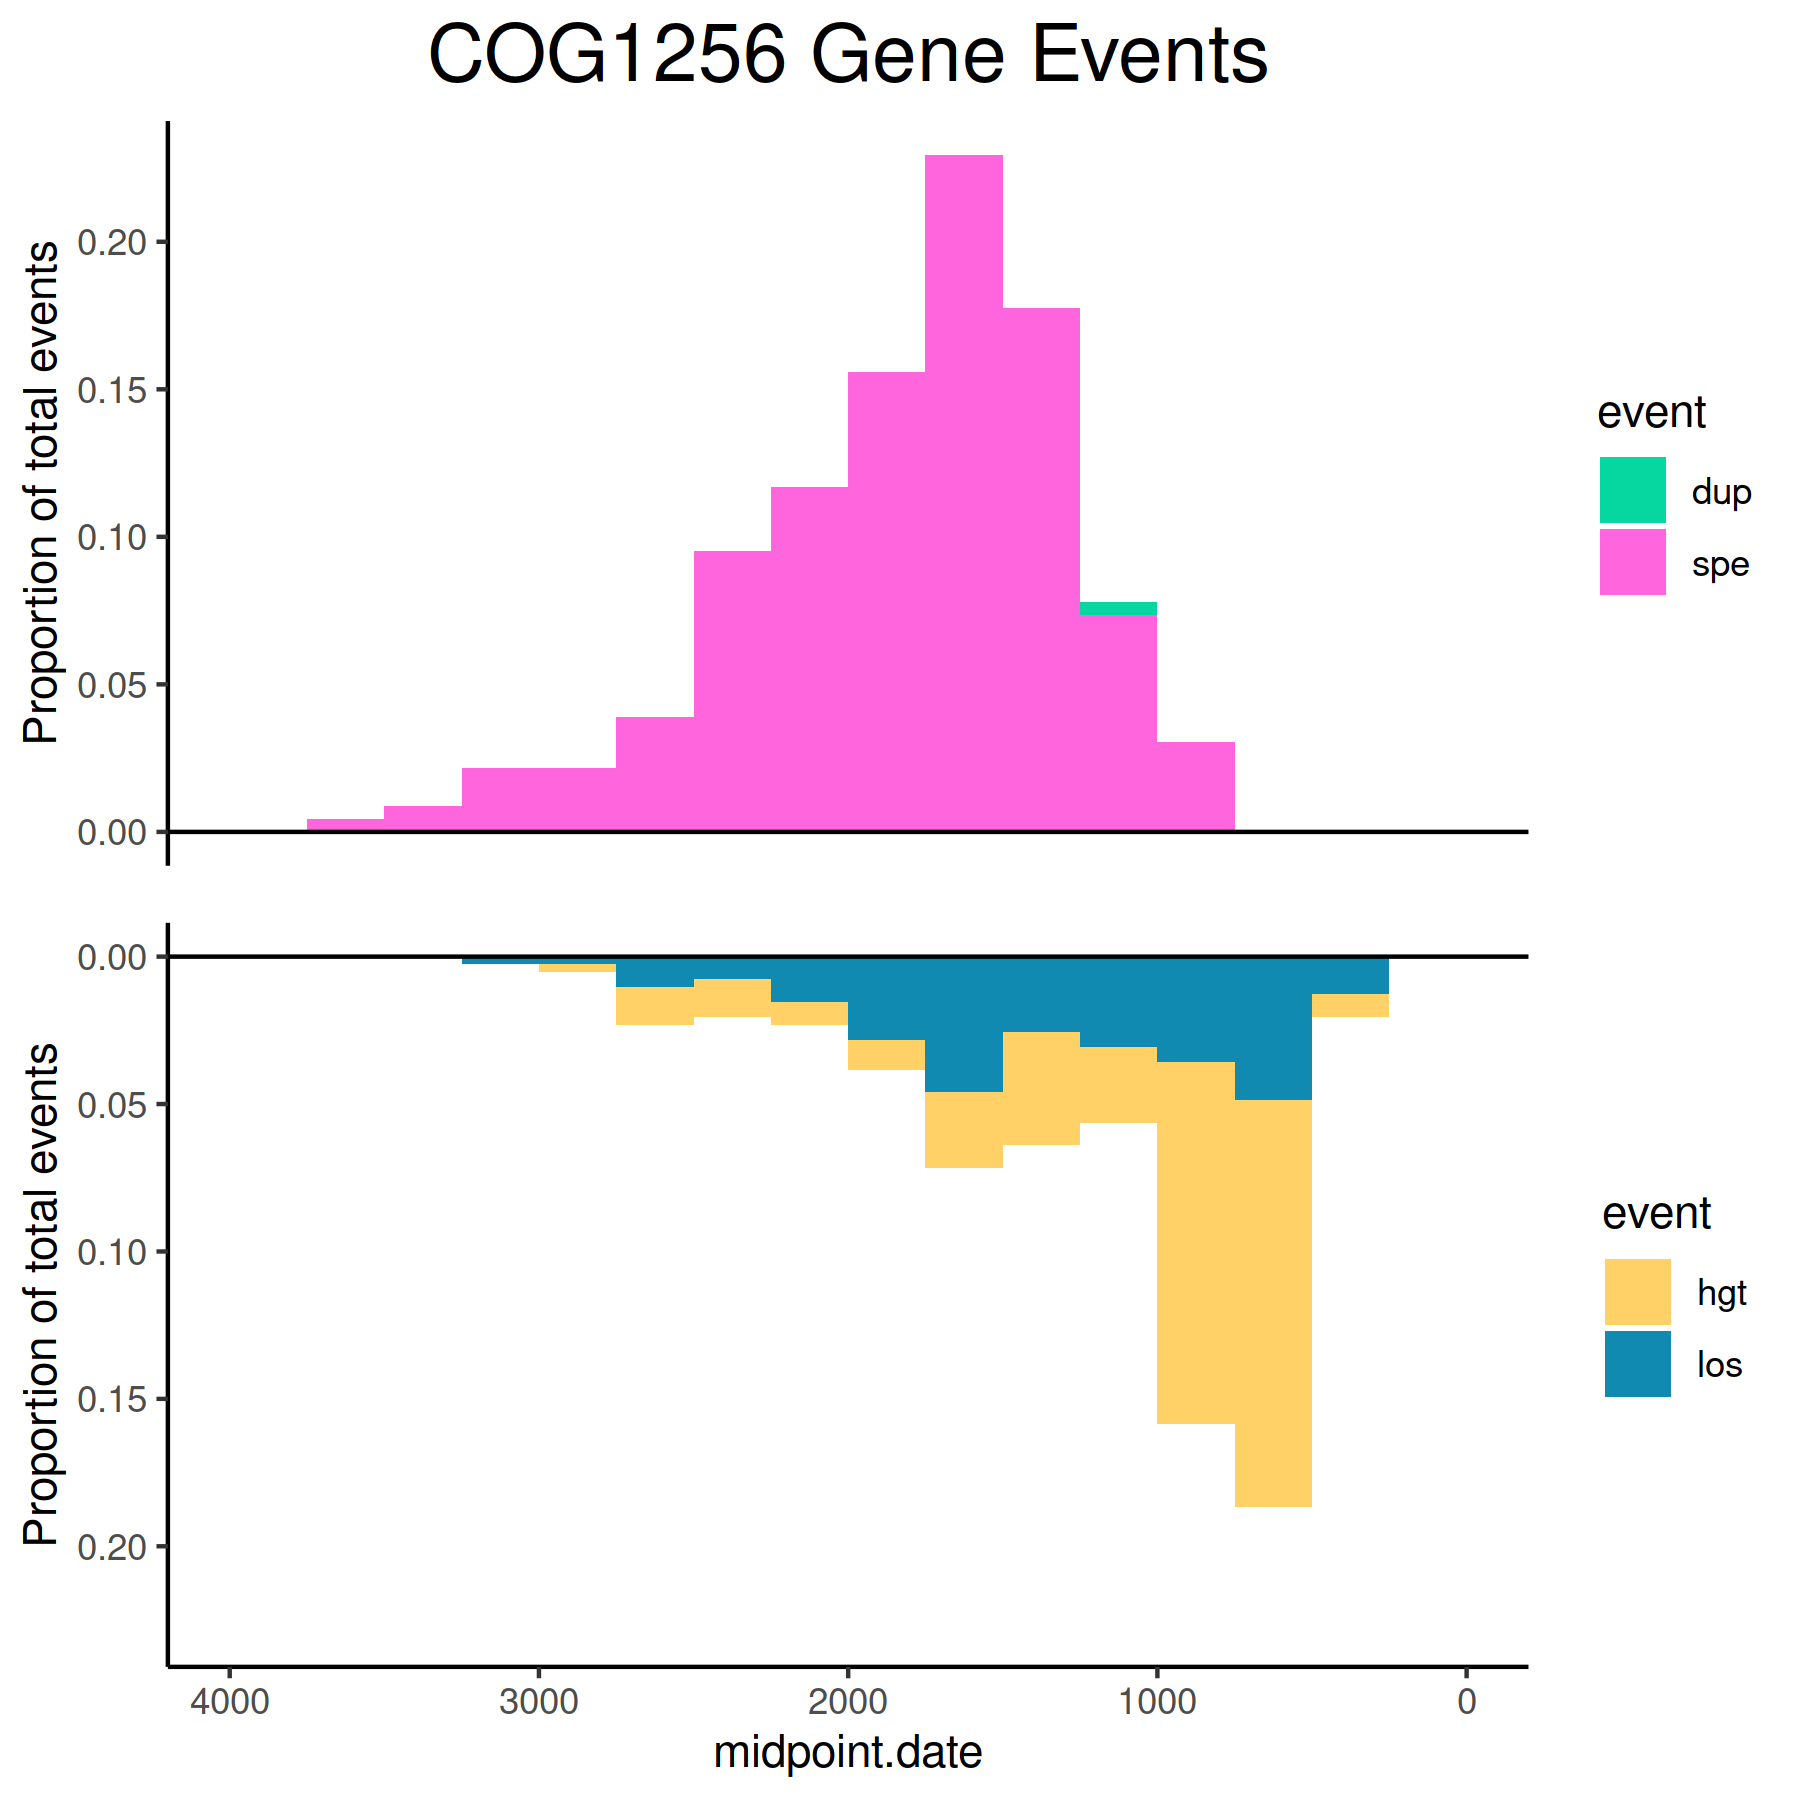 COG1256 Gene Events
Proportion of total events
0.20
0.15
0.10
0.05
0.00
event
dup
spe
Proportion of total events
0.00
0.05
0.10
0.15
0.20
event
hgt
los
4000 3000 2000 1000 0
midpoint.date